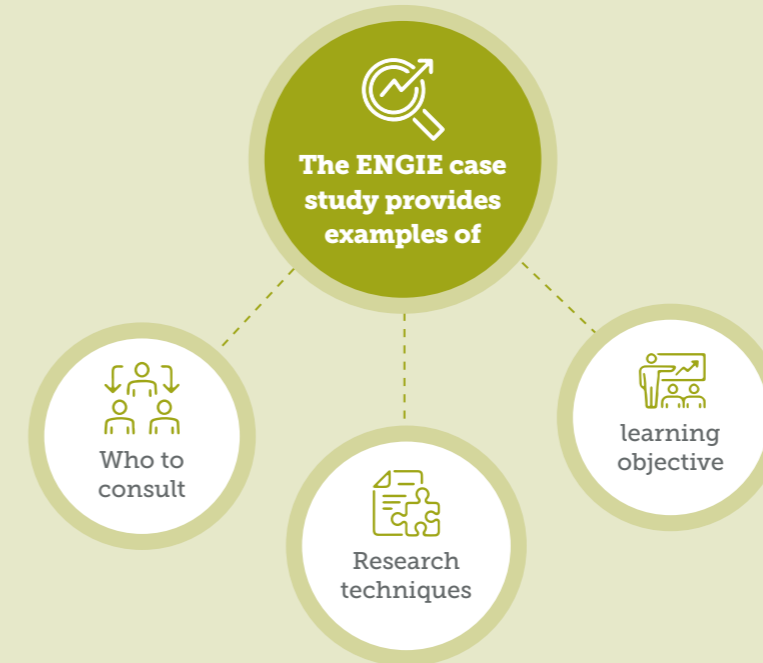 The ENGIE case
study provides
examples of
Who to
consult
Research
techniques
learning
objective